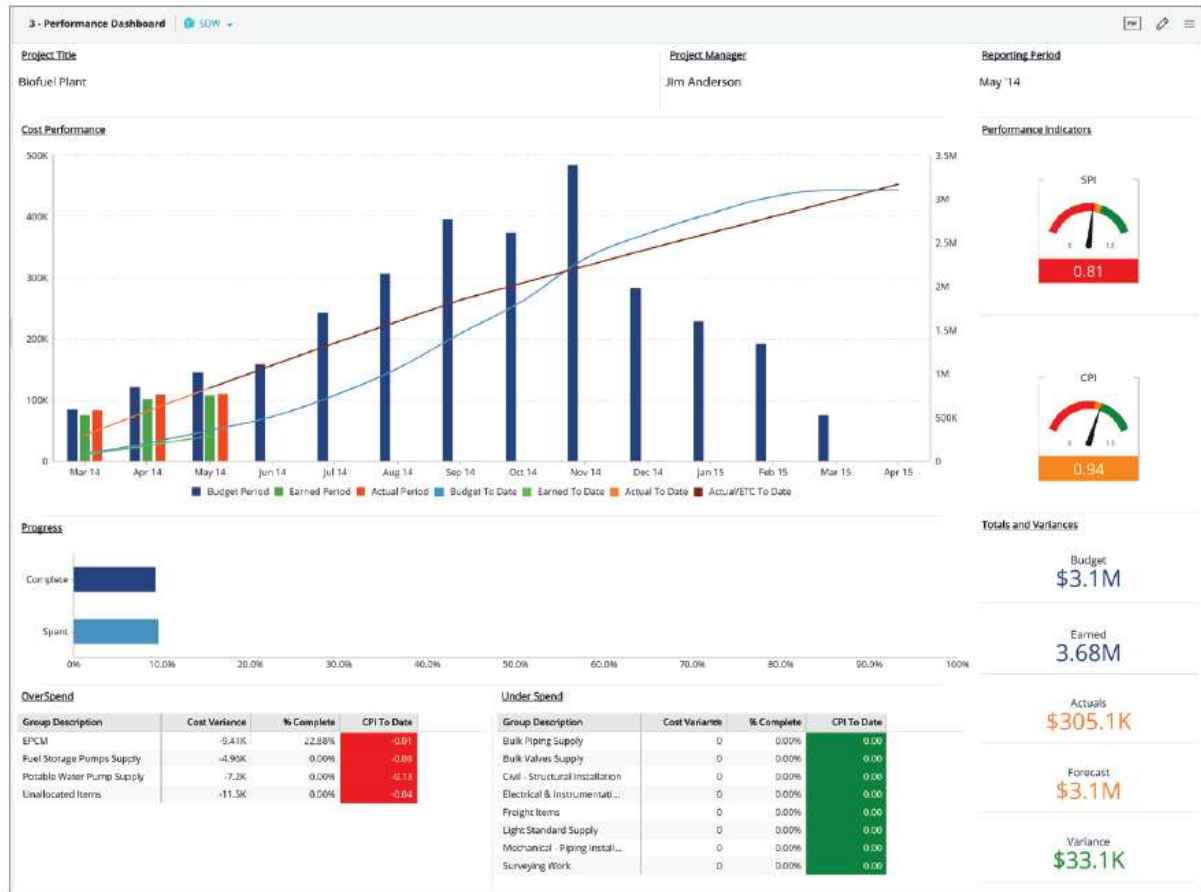 3 - Performance Dashboard SDW
PDF
Project Title
Project Manager
Reporting Period
Biofuel Plant
Jim Anderson
May '14
Cost Performance
Performance Indicators
500K
400K
300K
200K
100K
0
3.5M
3M
2.5M
2M
1.5M
1M
500K
0
Mar 14 Apr 14 May 14 Jun 14 Jul 14 Aug 14 Sep 14 Oct 14 Nov 14 Dec 14 Jan 15 Feb 15 Mar 15 Apr 15
Budget Period Earned Period Actual Period Budget To Date Earned To Date Actual To Date Actual/ETC To Date
SPI
0 1.5
0.81
CPI
0 1.5
0.94
Progress
Complete
Spent
0% 10.0% 20.0% 30.0% 40.0% 50.0% 60.0% 70.0% 80.0% 90.0% 100%
Totals and Variances
Budget
$3.1M
Earned
3.68M
Actuals
$305.1K
Forecast
$3.1M
Variance
$33.1K
OverSpend
Group Description Cost Variance % Complete CPI To Date
EPCM -9.41K 22.88% -0.01
Fuel Storage Pumps Supply -4.96K 0.00% -0.08
Potable Water Pump Supply -7.2K 0.00% -0.13
Unallocated Items -11.5K 0.00% -0.04
Under Spend
Group Description Cost Variance % Complete CPI To Date
Bulk Piping Supply 0 0.00% 0.00
Bulk Valves Supply 0 0.00% 0.00
Civil - Structural Installation 0 0.00% 0.00
Electrical & Instrumentati... 0 0.00% 0.00
Freight Items 0 0.00% 0.00
Light Standard Supply 0 0.00% 0.00
Mechanical - Piping Install... 0 0.00% 0.00
Surveying Work 0 0.00% 0.00